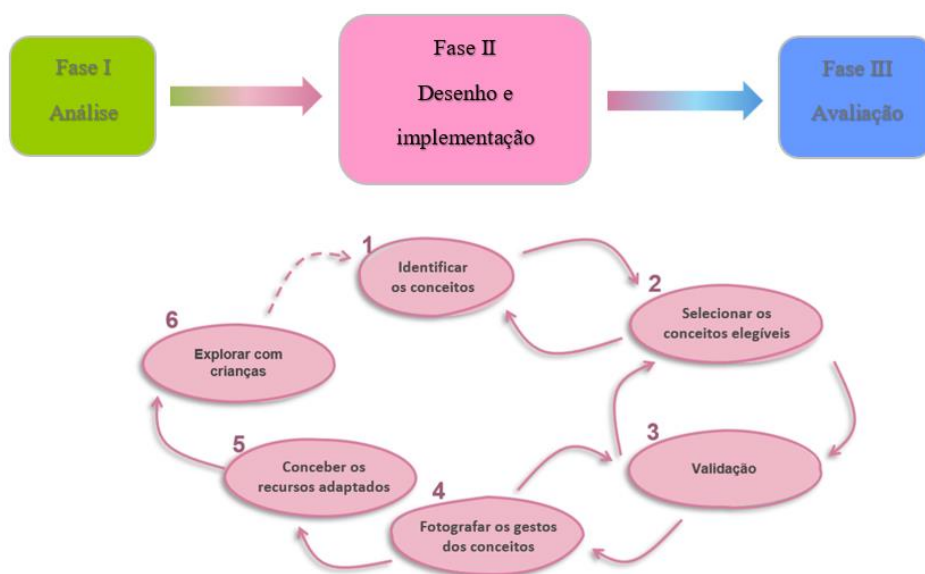 Fase I
Análise
Fase II
Desenho e
implementação
Fase III
Avaliação
1
Identificar
os conceitos
2
Selecionar os
conceitos elegíveis
3
Validação
4
Fotografar os gestos
dos conceitos
5
Conceber os
recursos adaptados
6
Explorar com
crianças